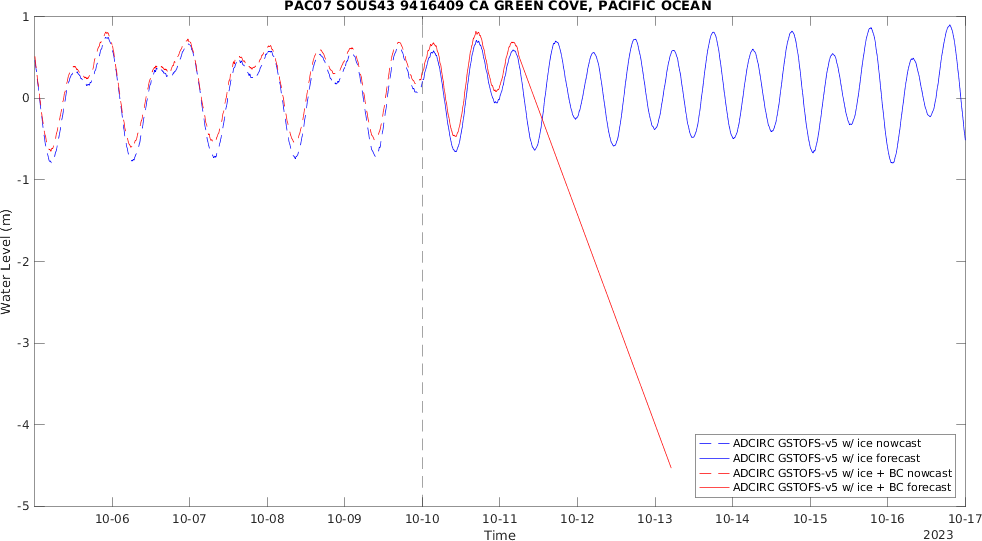 PAC07 SOUS43 9416409 CA GREEN COVE, PACIFIC OCEAN
1
0
-1
-2
-3
-4
-5
Water Level (m)
ADCIRC GSTOFS-v5 w/ ice nowcast
ADCIRC GSTOFS-v5 w/ ice forecast
ADCIRC GSTOFS-v5 w/ ice + BC nowcast
ADCIRC GSTOFS-v5 w/ ice + BC forecast
10-06 10-07 10-08 10-09 10-10 10-11 10-12 10-13 10-14 10-15 10-16 10-17
Time
2023